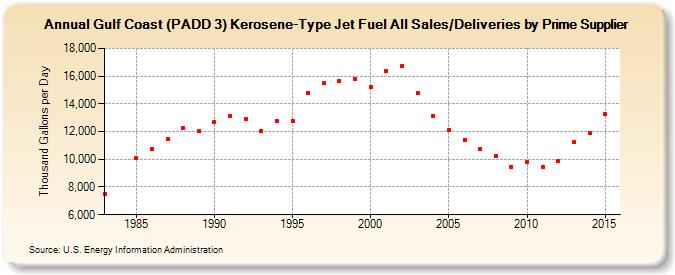 Annual Gulf Coast (PADD 3) Kerosene-Type Jet Fuel All Sales/Deliveries by Prime Supplier
Thousand Gallons per Day
18,000
16,000
14,000
12,000
10,000
8,000
6,000
1985 1990 1995 2000 2005 2010 2015
Source: U.S. Energy Information Administration